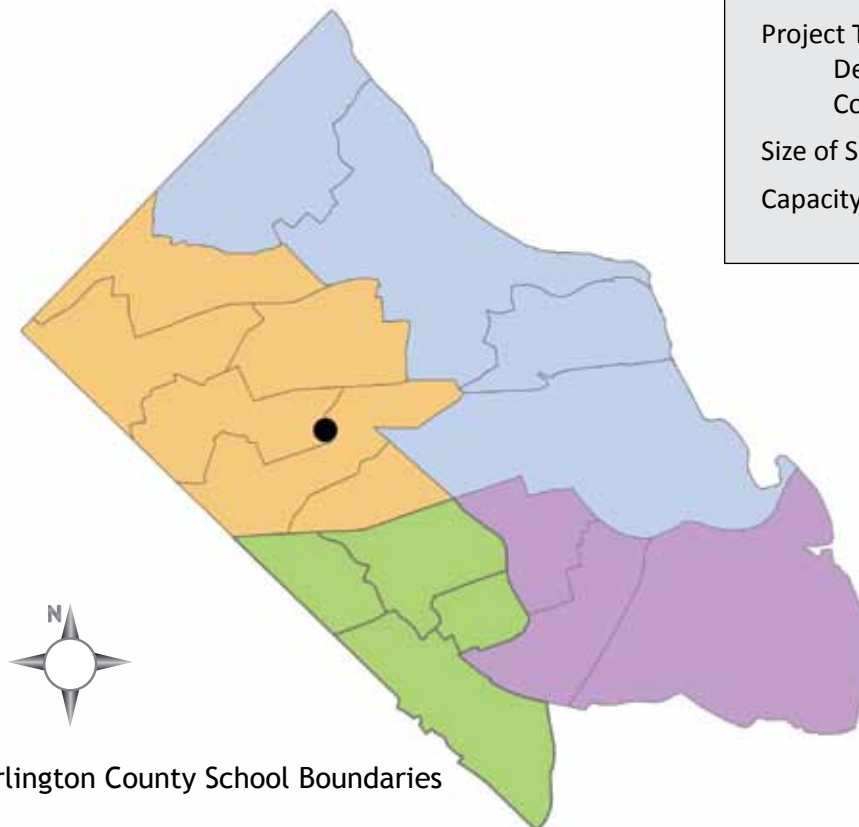 Project T
De
Co
Size of S
Capacity
N
rlington County School Boundaries